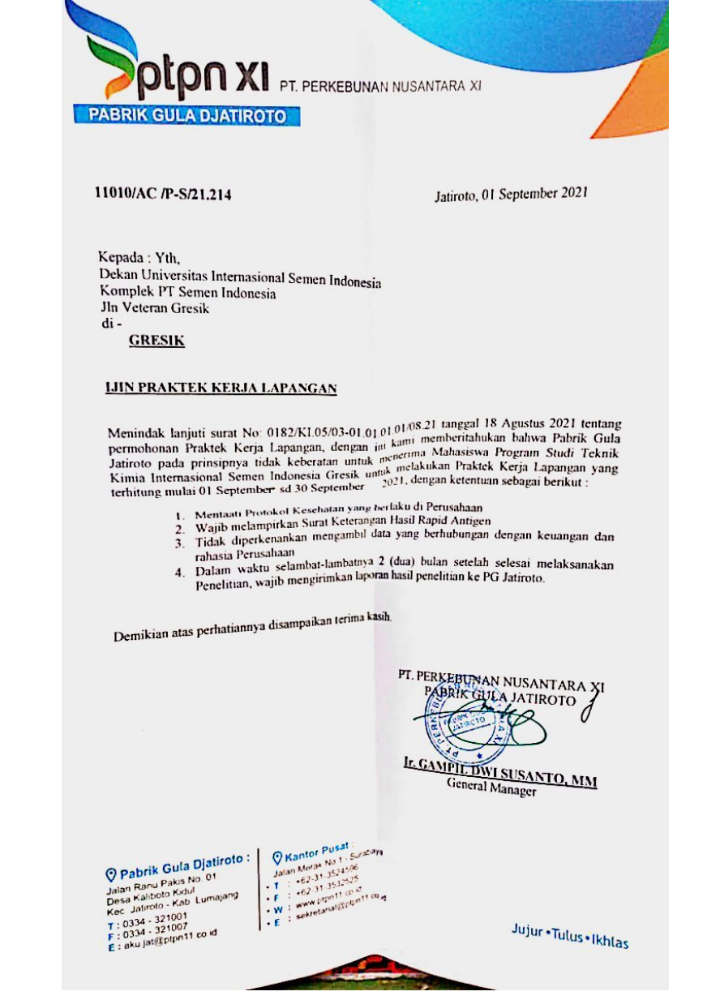 ptpn XI PT. PERKEBUNAN NUSANTARA XI
PABRIK GULA DJATIROTO
11010/AC /P-S/21.214
Jatiroto, 01 September 2021
Kepada : Yth,
Dekan Universitas Internasional Semen Indonesia
Komplek PT Semen Indonesia
Jln Veteran Gresik
di -
GRESIK
IJIN PRAKTEK KERJA LAPANGAN
Menindak lanjuti surat No: 0182/KI.05/03-01.01.01.01/08.21 tanggal 18 Agustus 2021 tentang
permohonan Praktek Kerja Lapangan, dengan ini kami memberitahukan bahwa Pabrik Gula
Jatiroto pada prinsipnya tidak keberatan untuk menerima Mahasiswa Program Studi Teknik
Kimia Internasional Semen Indonesia Gresik untuk melakukan Praktek Kerja Lapangan yang
terhitung mulai 01 September sd 30 September 2021, dengan ketentuan sebagai berikut :
1. Mentaati Protokol Kesehatan yang berlaku di Perusahaan
2. Wajib melampirkan Surat Keterangan Hasil Rapid Antigen
3. Tidak diperkenankan mengambil data yang berhubungan dengan keuangan dan
rahasia Perusahaan
4. Dalam waktu selambat-lambatnya 2 (dua) bulan setelah selesai melaksanakan
Penelitian, wajib mengirimkan laporan hasil penelitian ke PG Jatiroto.
Demikian atas perhatiannya disampaikan terima kasih.
PT. PERKEBUNAN NUSANTARA XI
PABRIK GULA JATIROTO
PABRIK GULA
JATIROTO
Ir. GAMPIL DWI SUSANTO, MM
General Manager
Pabrik Gula Djatiroto :
Jalan Ranu Pakis No. 01
Desa Kaliboto Kidul
Kec. Jatiroto - Kab. Lumajang
T : 0334 - 321001
F : 0334 - 321007
E : aku.jat@ptpn11.co.id
Kantor Pusat :
Jalan Merak No 1 - Surabaya
• T : +62-31-3524596
• F : +62-31-3532525
• W : www.ptpn11.co.id
• E : sekretariat@ptpn11.co.id
Jujur • Tulus • Ikhlas